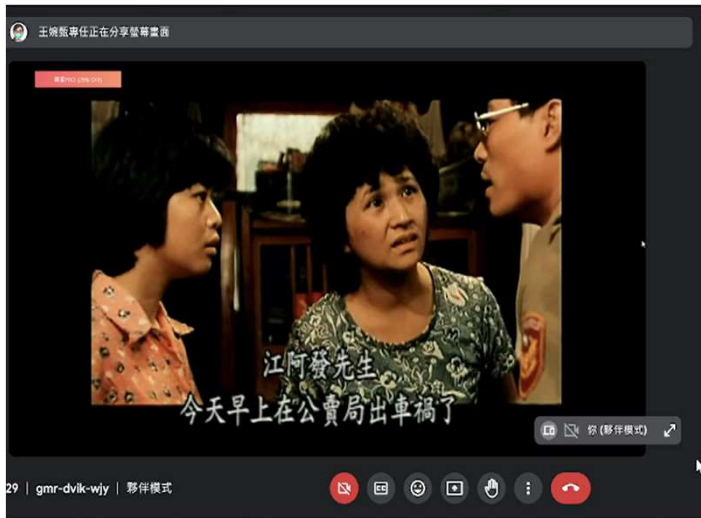 王婉甄專任正在分享螢幕畫面
江阿發先生
今天早上在公賣局出車禍了
你 (夥伴模式)
29 | gmr-dvik-wjy | 夥伴模式